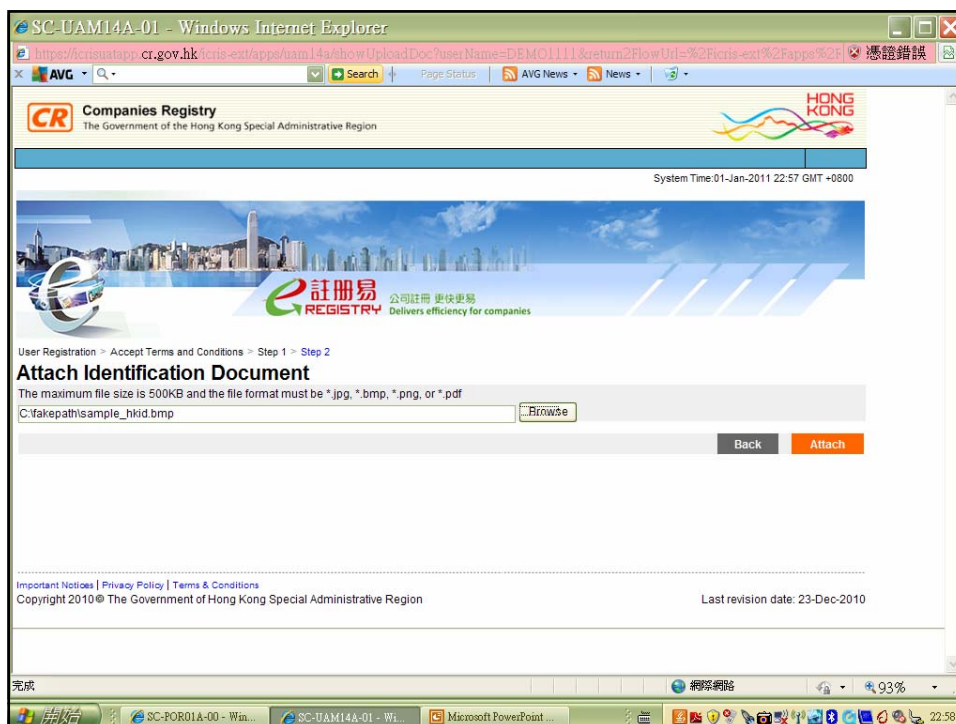 SC-UAM14A-01 - Windows Internet Explorer
https://icrisuatapp.cr.gov.hk/icris-ext/apps/uam14a/showUploadDoc?userName=DEMO1111&return2FlowUrl=%2Ficris-ext%2Fapps%2F 憑證錯誤
AVG Search Page Status AVG News News
CR Companies Registry
The Government of the Hong Kong Special Administrative Region
HONG
KONG
System Time:01-Jan-2011 22:57 GMT +0800
e 註冊易 公司註冊 更快更易
REGISTRY Delivers efficiency for companies
User Registration > Accept Terms and Conditions > Step 1 > Step 2
Attach Identification Document
The maximum file size is 500KB and the file format must be *.jpg, *.bmp, *.png, or *.pdf
C:\fakepath\sample_hkid.bmp Browse...
Back Attach
Important Notices | Privacy Policy | Terms & Conditions
Copyright 2010© The Government of Hong Kong Special Administrative Region Last revision date: 23-Dec-2010
完成 網際網路 93%
開始 SC-POR01A-00 - Win... SC-UAM14A-01 - Wi... Microsoft PowerPoint ... 22:58